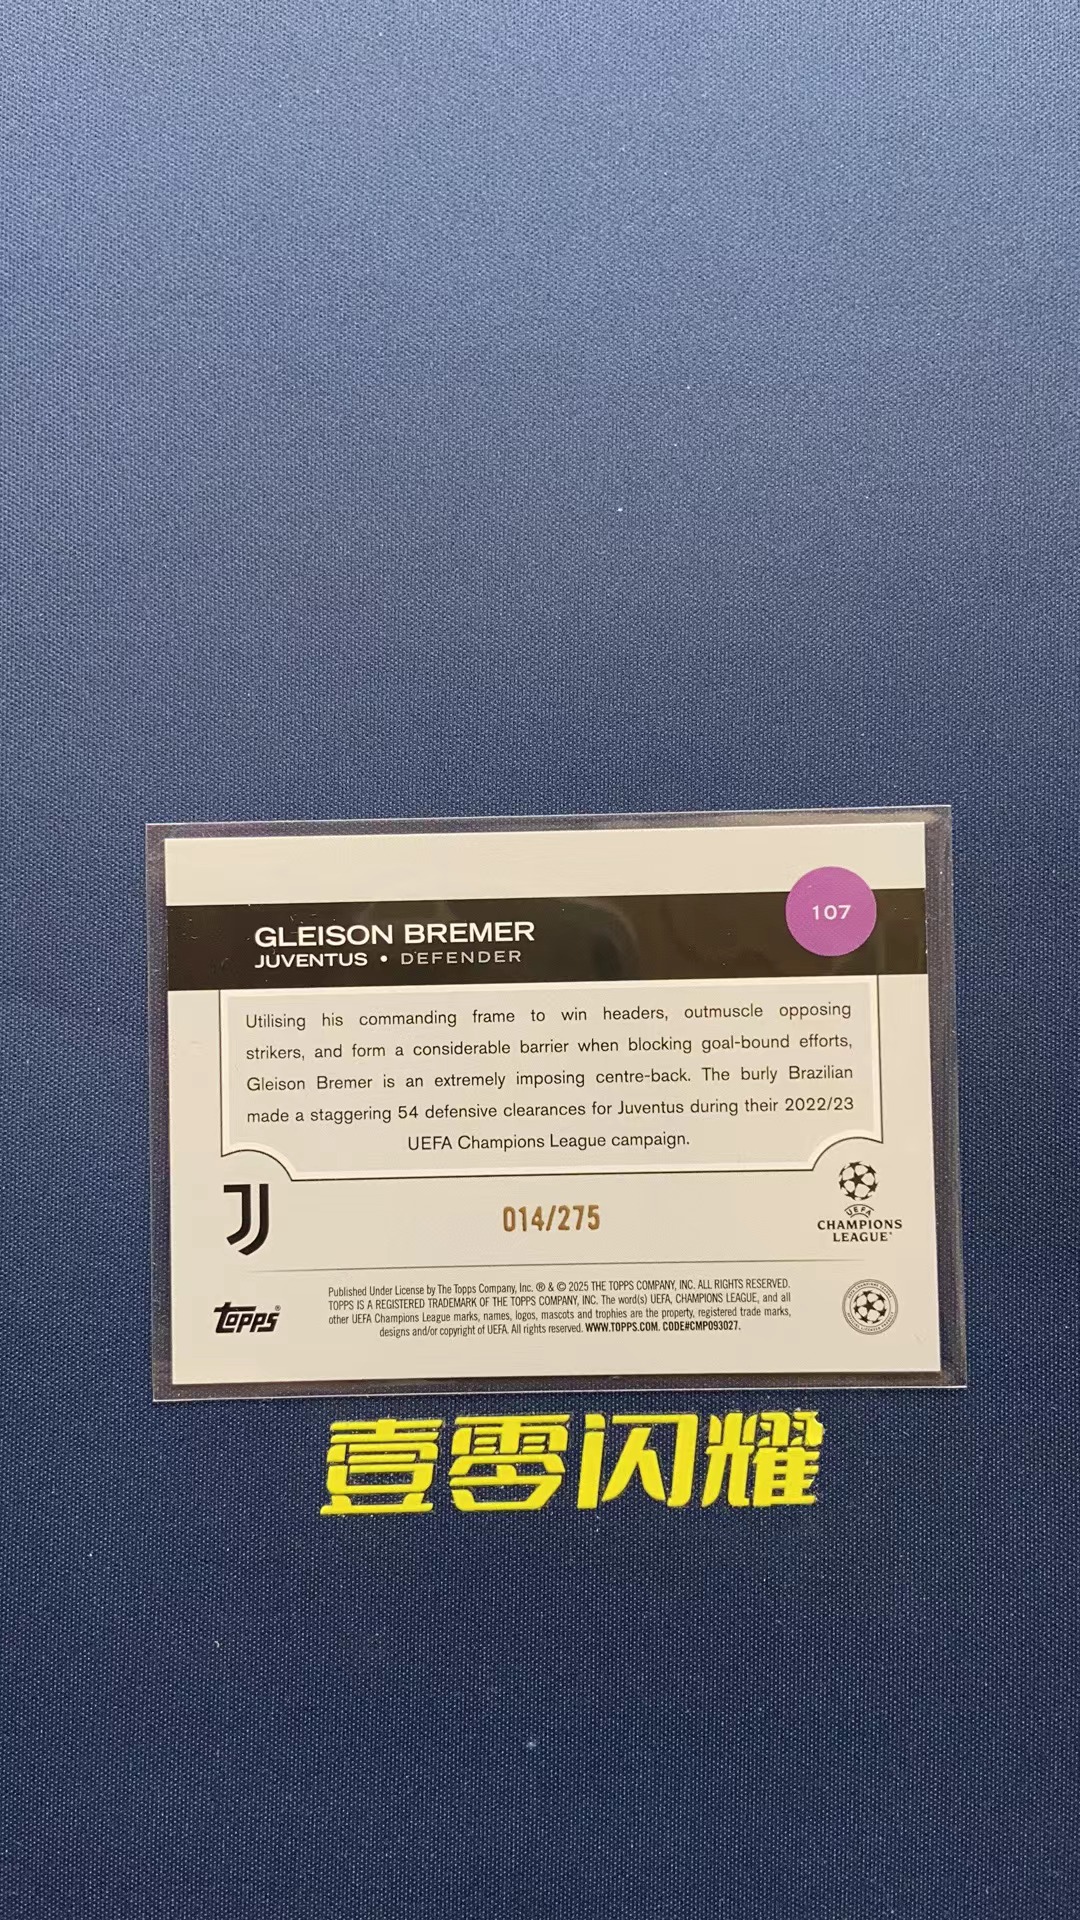 GLEISON BREMER
JUVENTUS • DEFENDER
107
Utilising his commanding frame to win headers, outmuscle opposing
strikers, and form a considerable barrier when blocking goal-bound efforts,
Gleison Bremer is an extremely imposing centre-back. The burly Brazilian
made a staggering 54 defensive clearances for Juventus during their 2022/23
UEFA Champions League campaign.
014/275
UEFA
CHAMPIONS
LEAGUE
Published Under License by The Topps Company, Inc. ® & © 2025 THE TOPPS COMPANY, INC. ALL RIGHTS RESERVED.
TOPPS IS A REGISTERED TRADEMARK OF THE TOPPS COMPANY, INC. The word(s) UEFA, CHAMPIONS LEAGUE, and all
other UEFA Champions League marks, names, logos, mascots and trophies are the property, registered trade marks,
designs and/or copyright of UEFA. All rights reserved. WWW.TOPPS.COM. CODE#CMP093027.
topps®
壹零闪耀